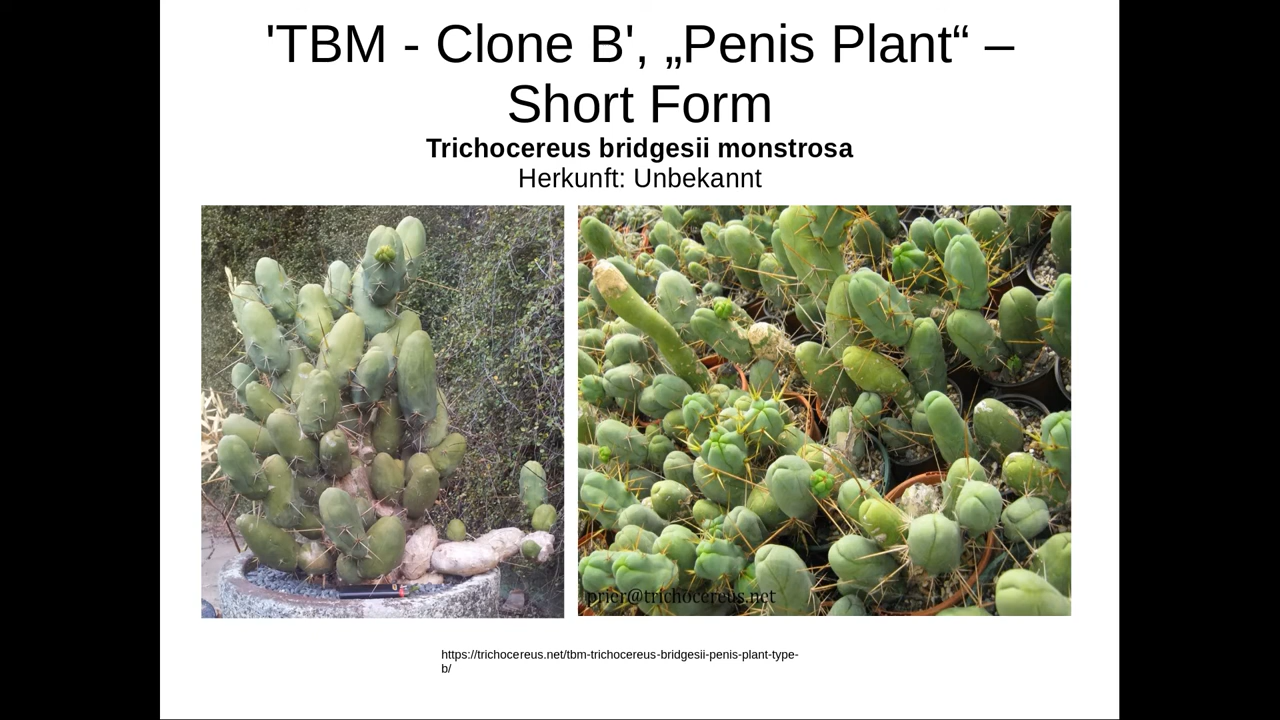 'TBM - Clone B', „Penis Plant“ –
Short Form
Trichocereus bridgesii monstrosa
Herkunft: Unbekannt
prier@trichocereus.net
https://trichocereus.net/tbm-trichocereus-bridgesii-penis-plant-type-
b/